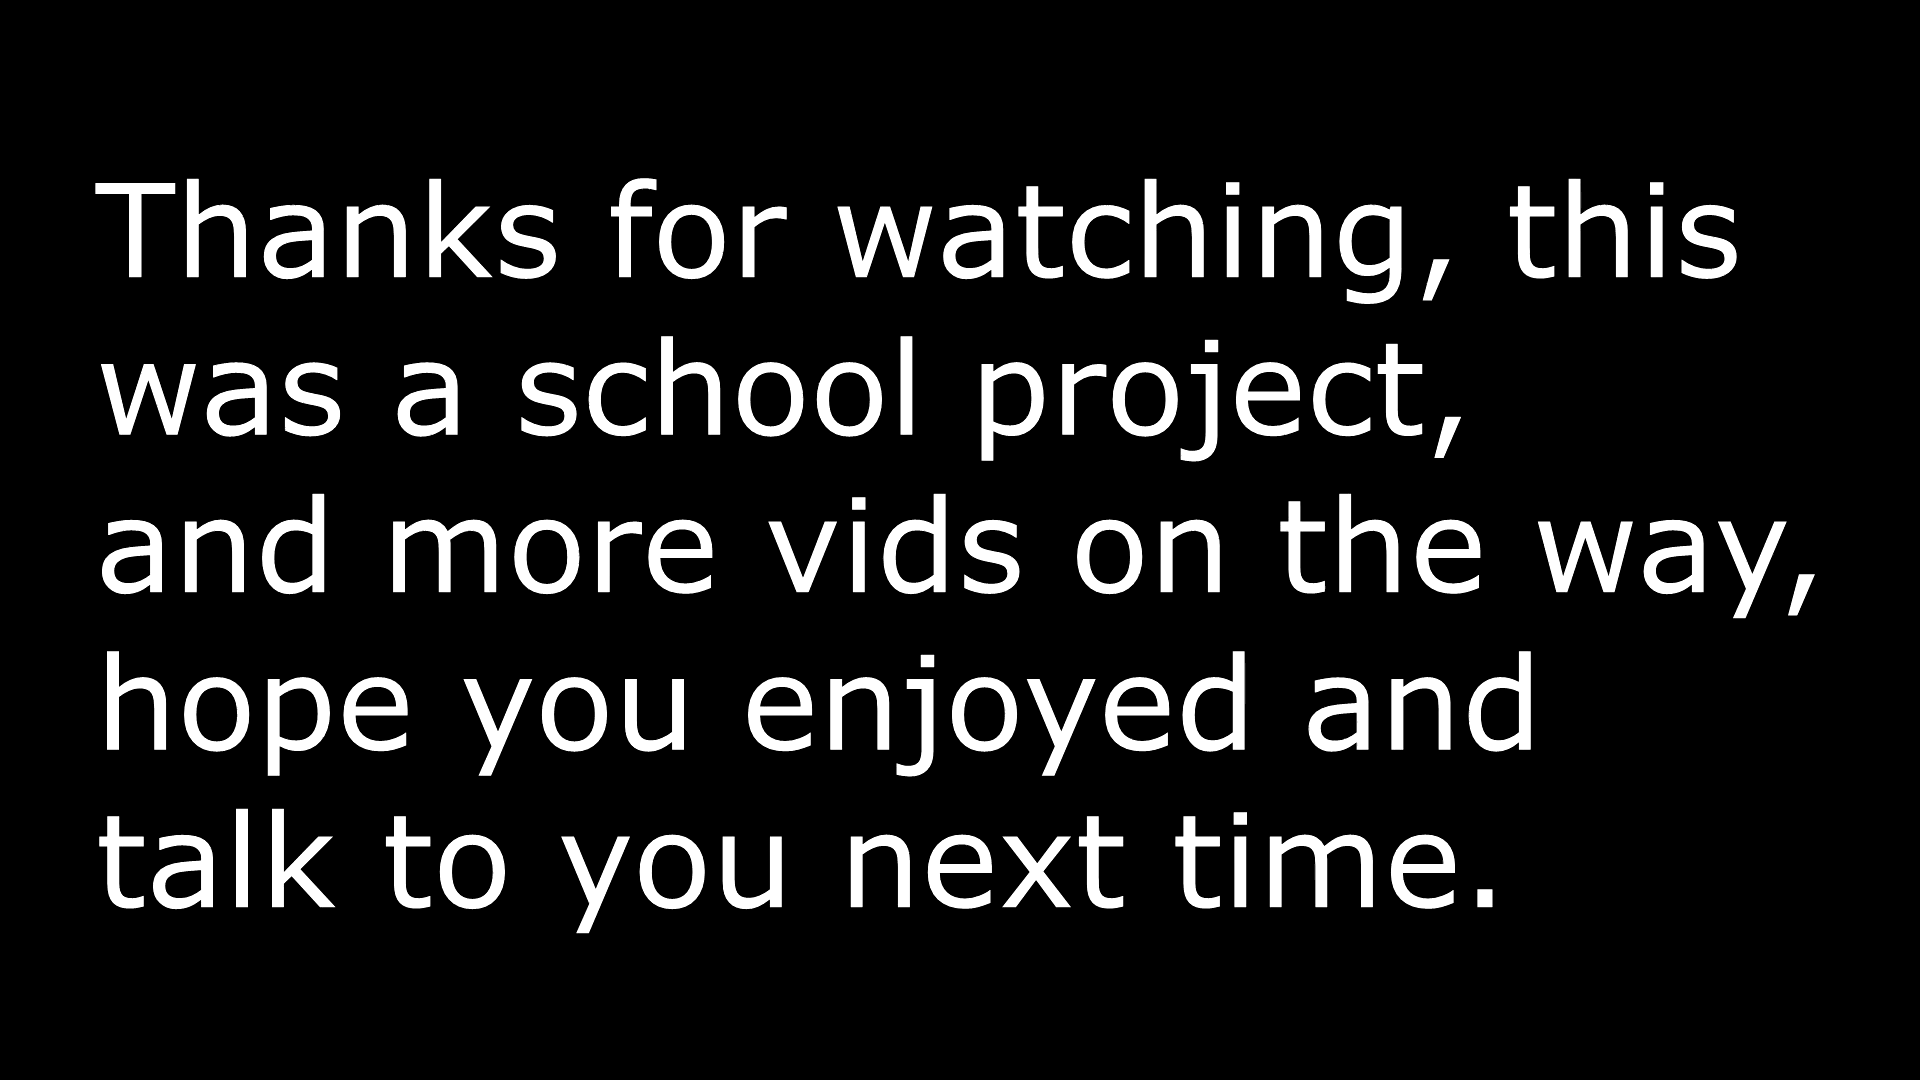 Thanks for watching, this
was a school project,
and more vids on the way,
hope you enjoyed and
talk to you next time.